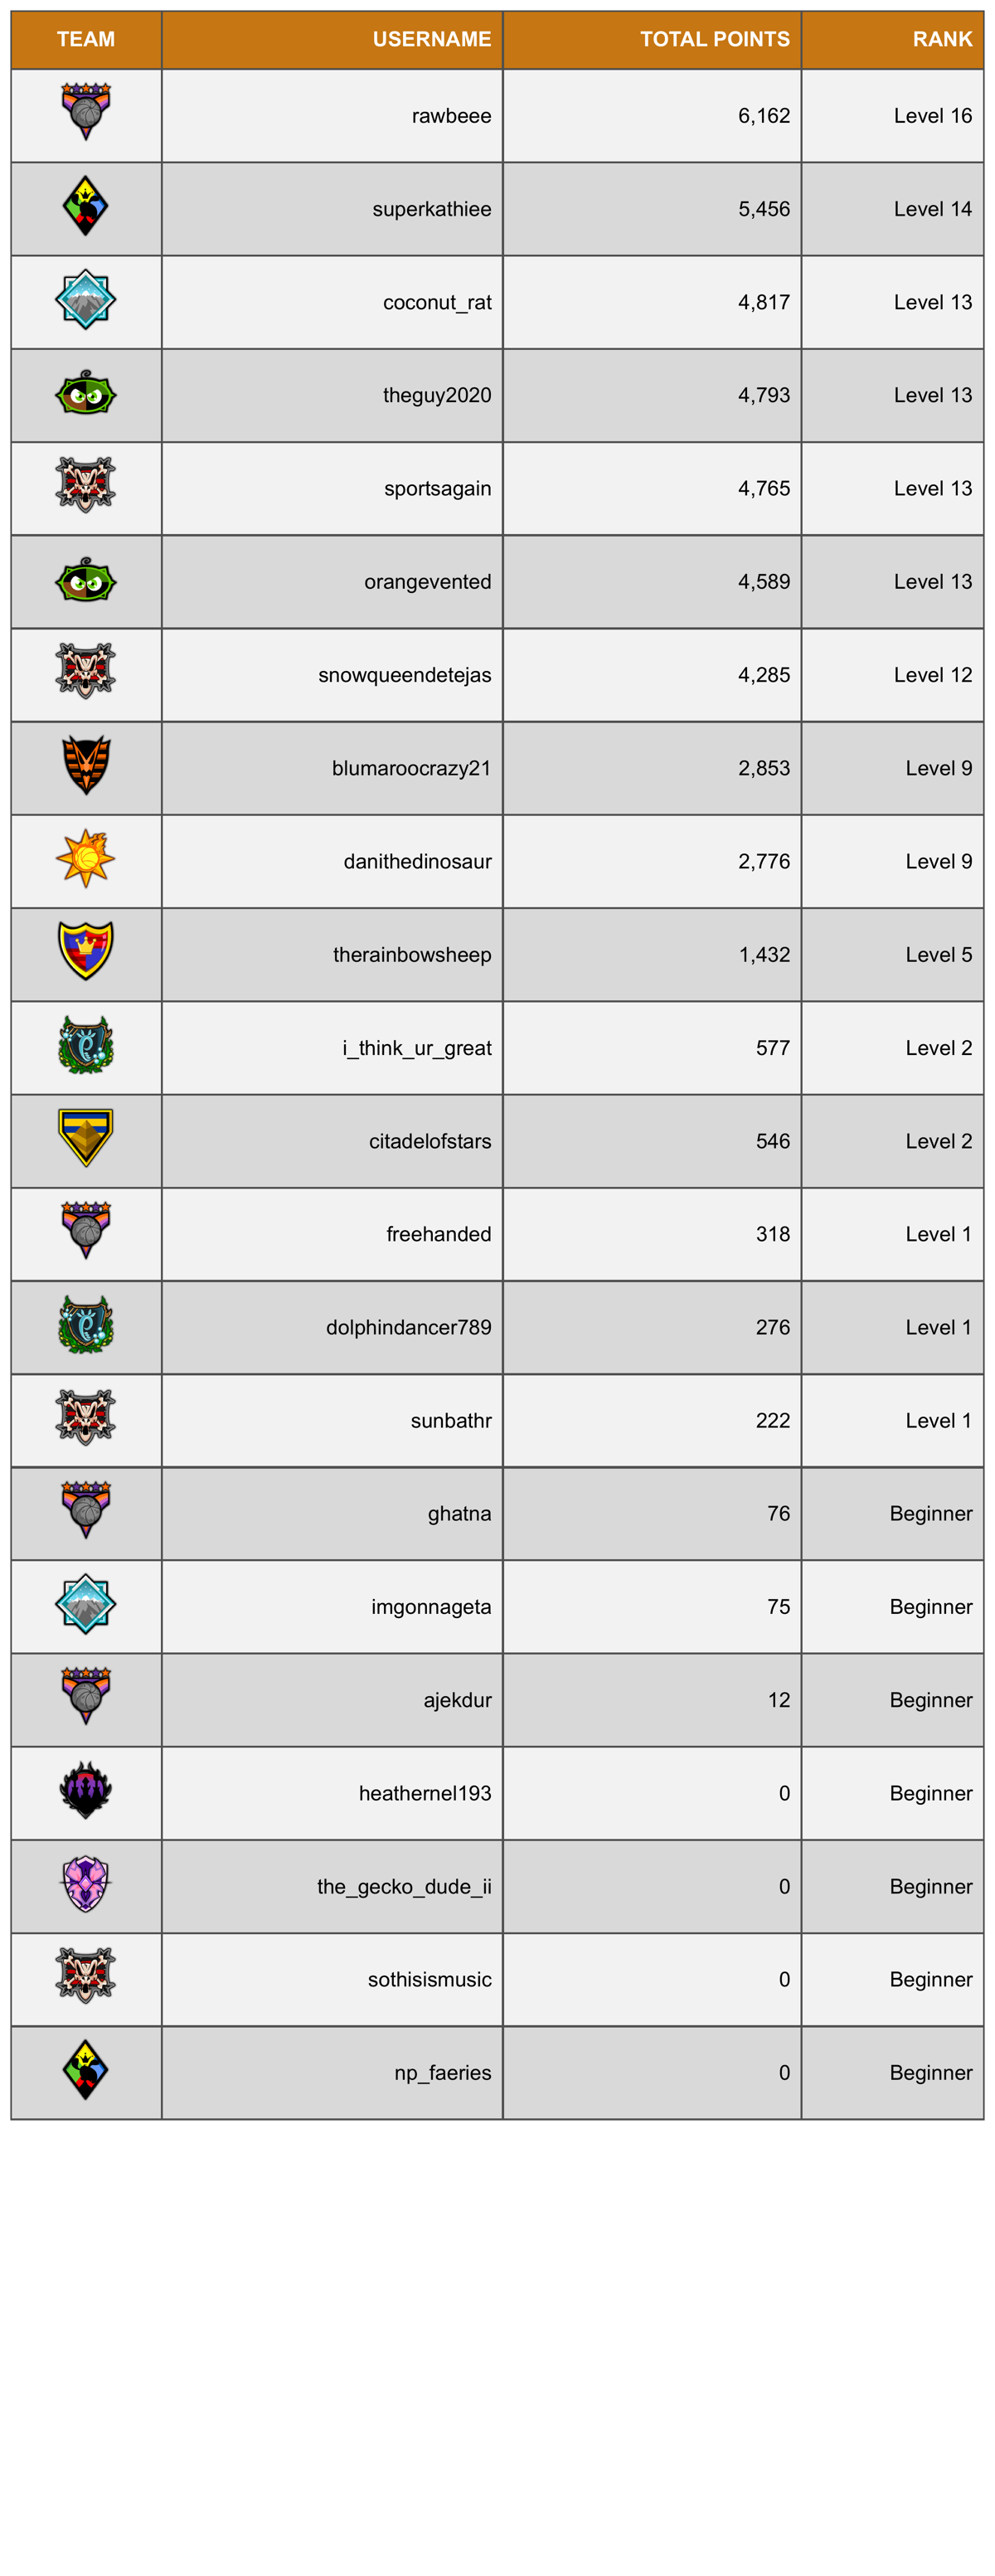 TEAM USERNAME TOTAL POINTS RANK
rawbeee 6,162 Level 16
superkathiee 5,456 Level 14
coconut_rat 4,817 Level 13
theguy2020 4,793 Level 13
sportsagain 4,765 Level 13
orangevented 4,589 Level 13
snowqueendetejas 4,285 Level 12
blumaroocrazy21 2,853 Level 9
danithedinosaur 2,776 Level 9
therainbowsheep 1,432 Level 5
i_think_ur_great 577 Level 2
citadelofstars 546 Level 2
freehanded 318 Level 1
dolphindancer789 276 Level 1
sunbathr 222 Level 1
ghatna 76 Beginner
imgonnageta 75 Beginner
ajekdur 12 Beginner
heathernel193 0 Beginner
the_gecko_dude_ii 0 Beginner
sothisismusic 0 Beginner
np_faeries 0 Beginner